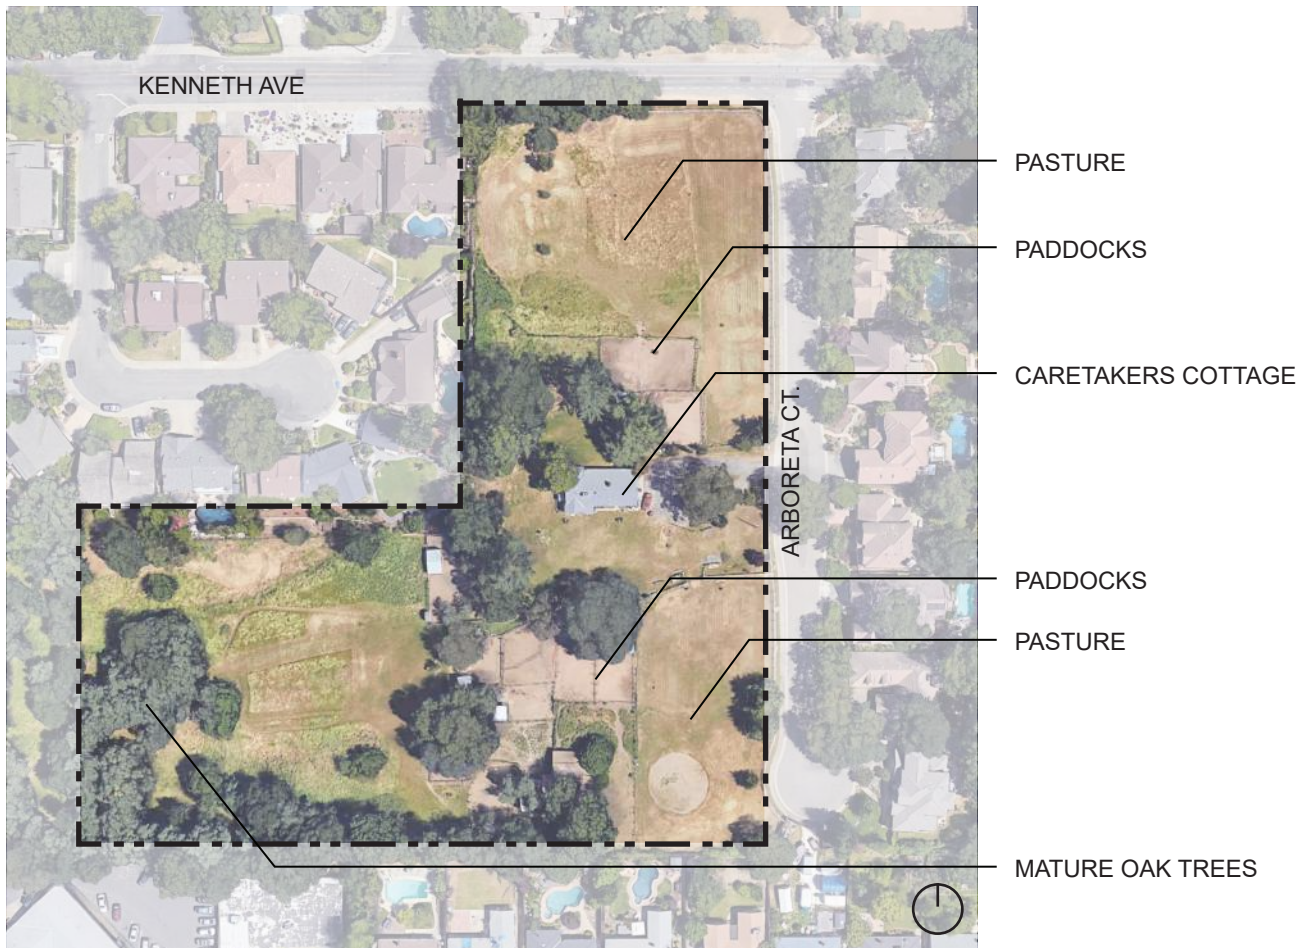 KENNETH AVE
PASTURE
PADDOCKS
CARETAKERS COTTAGE
ARBORETA CT.
PADDOCKS
PASTURE
MATURE OAK TREES